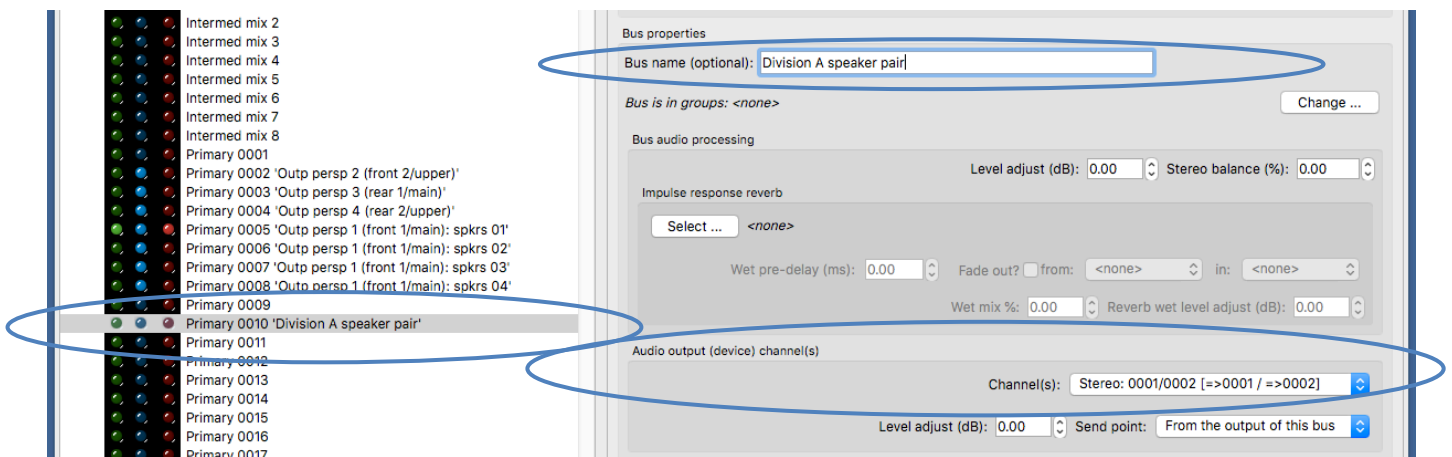 Intermed mix 2
Intermed mix 3
Intermed mix 4
Intermed mix 5
Intermed mix 6
Intermed mix 7
Intermed mix 8
Primary 0001
Primary 0002 'Outp persp 2 (front 2/upper)'
Primary 0003 'Outp persp 3 (rear 1/main)'
Primary 0004 'Outp persp 4 (rear 2/upper)'
Primary 0005 'Outp persp 1 (front 1/main): spkrs 01'
Primary 0006 'Outp persp 1 (front 1/main): spkrs 02'
Primary 0007 'Outp persp 1 (front 1/main): spkrs 03'
Primary 0008 'Outp persp 1 (front 1/main): spkrs 04'
Primary 0009
Primary 0010 'Division A speaker pair'
Primary 0011
Primary 0012
Primary 0013
Primary 0014
Primary 0015
Primary 0016
Primary 0017
Bus properties
Bus name (optional): Division A speaker pair
Bus is in groups: <none> Change ...
Bus audio processing
Level adjust (dB): 0.00 Stereo balance (%): 0.00
Impulse response reverb
Select ... <none>
Wet pre-delay (ms): 0.00 Fade out? from: <none> in: <none>
Wet mix %: 0.00 Reverb wet level adjust (dB): 0.00
Audio output (device) channel(s)
Channel(s): Stereo: 0001/0002 [=>0001 / =>0002]
Level adjust (dB): 0.00 Send point: From the output of this bus